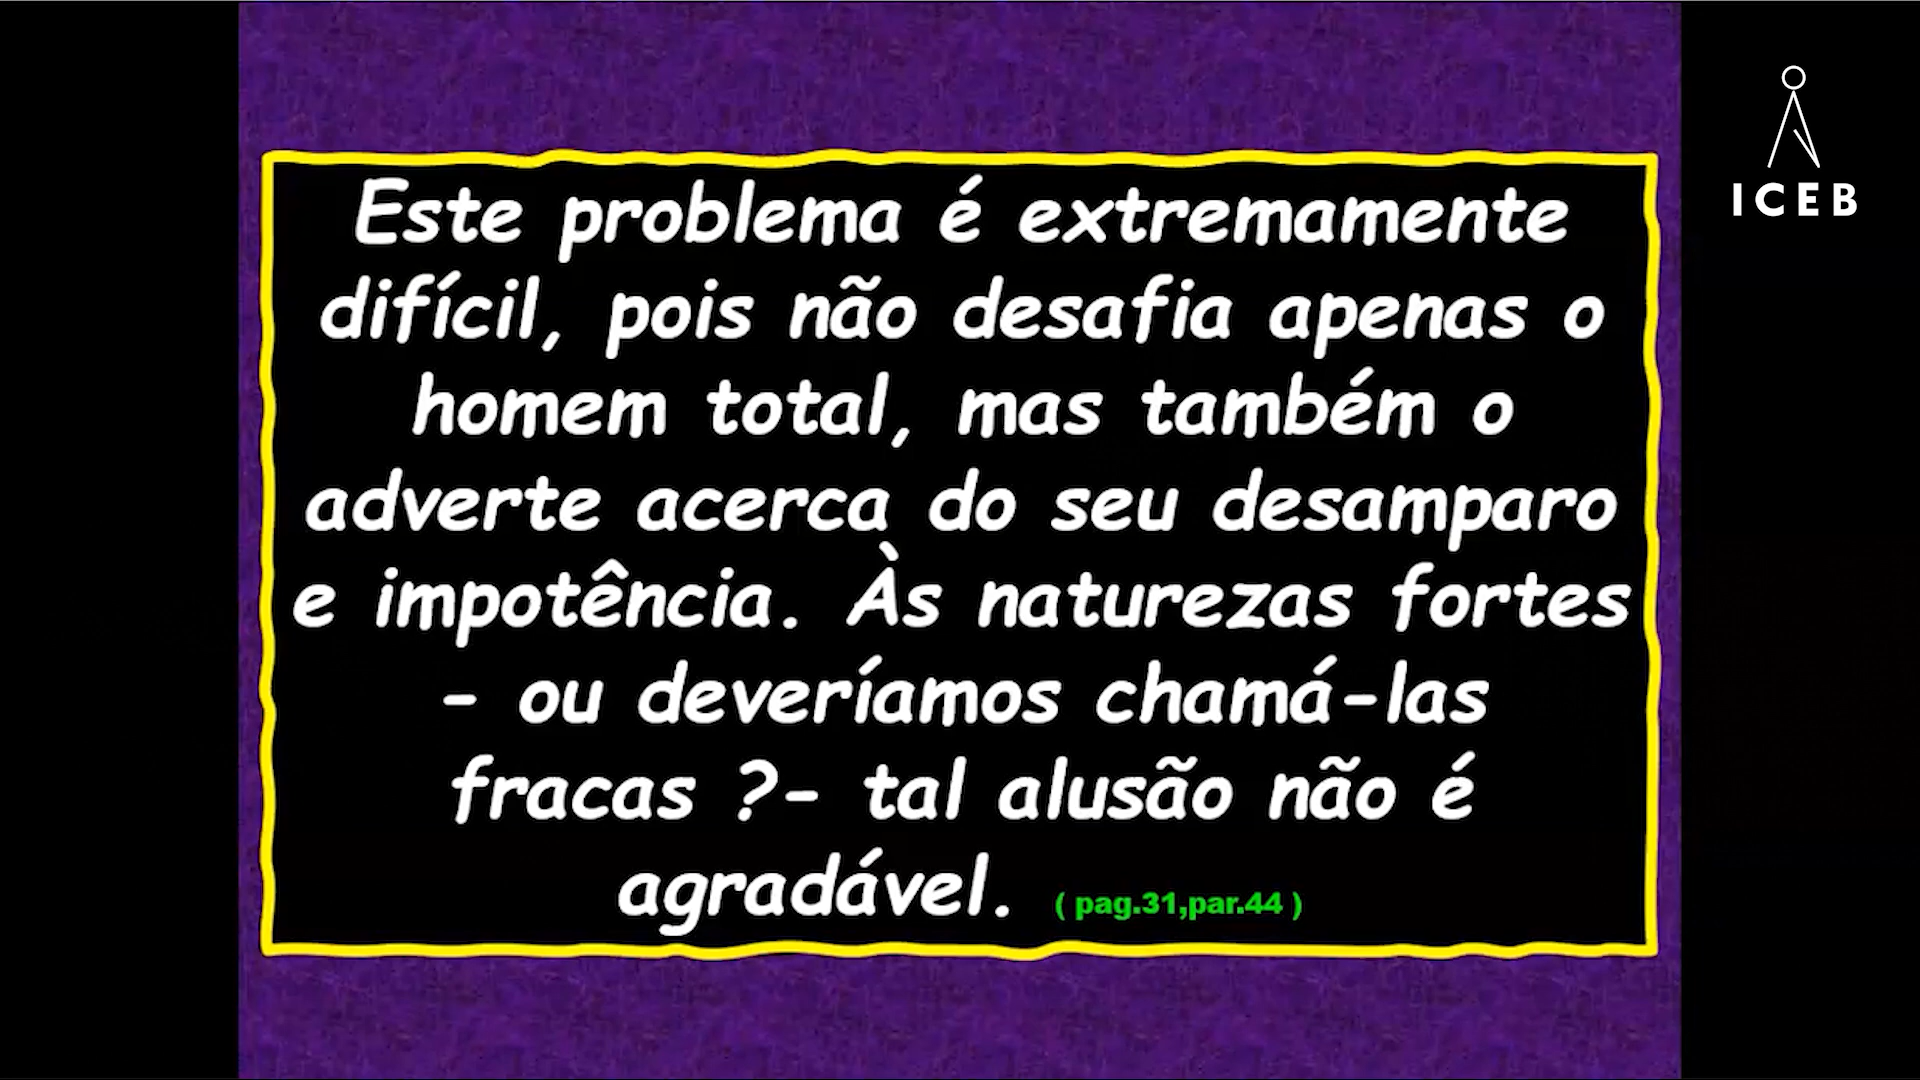 Este problema é extremamente
difícil, pois não desafia apenas o
homem total, mas também o
adverte acerca do seu desamparo
e impotência. Às naturezas fortes
- ou deveríamos chamá-las
fracas ?- tal alusão não é
agradável. ( pag.31,par.44 )
ICEB